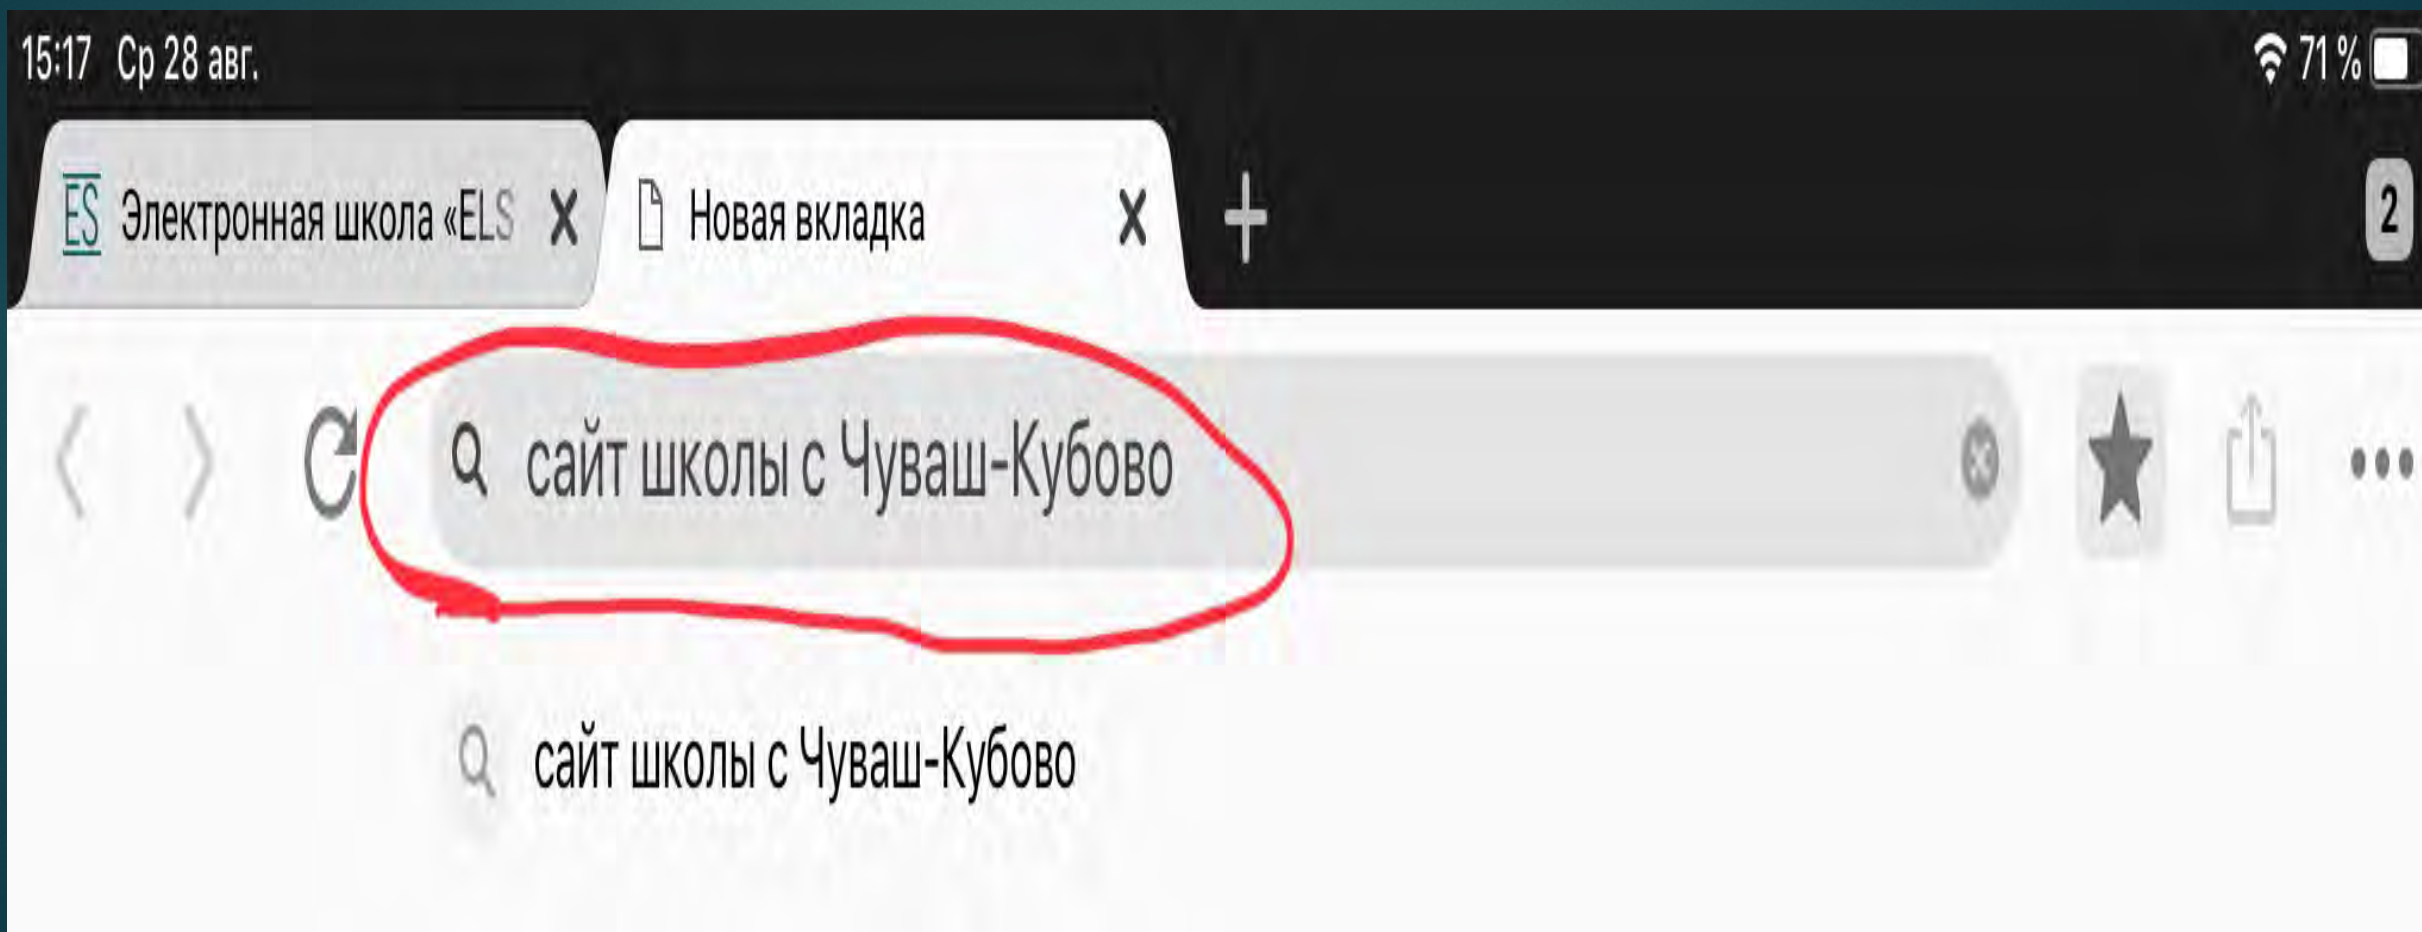 15:17 Ср 28 авг. 71 %
ES Электронная школа «ELS Новая вкладка 2
сайт школы с Чуваш-Кубово
сайт школы с Чуваш-Кубово